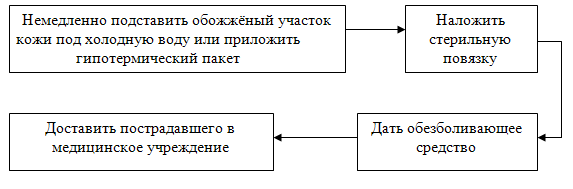 Немедленно подставить обожжёный участок
кожи под холодную воду или приложить
гипотермический пакет
Наложить
стерильную
повязку
Дать обезболивающее
средство
Доставить пострадавшего в
медицинское учреждение